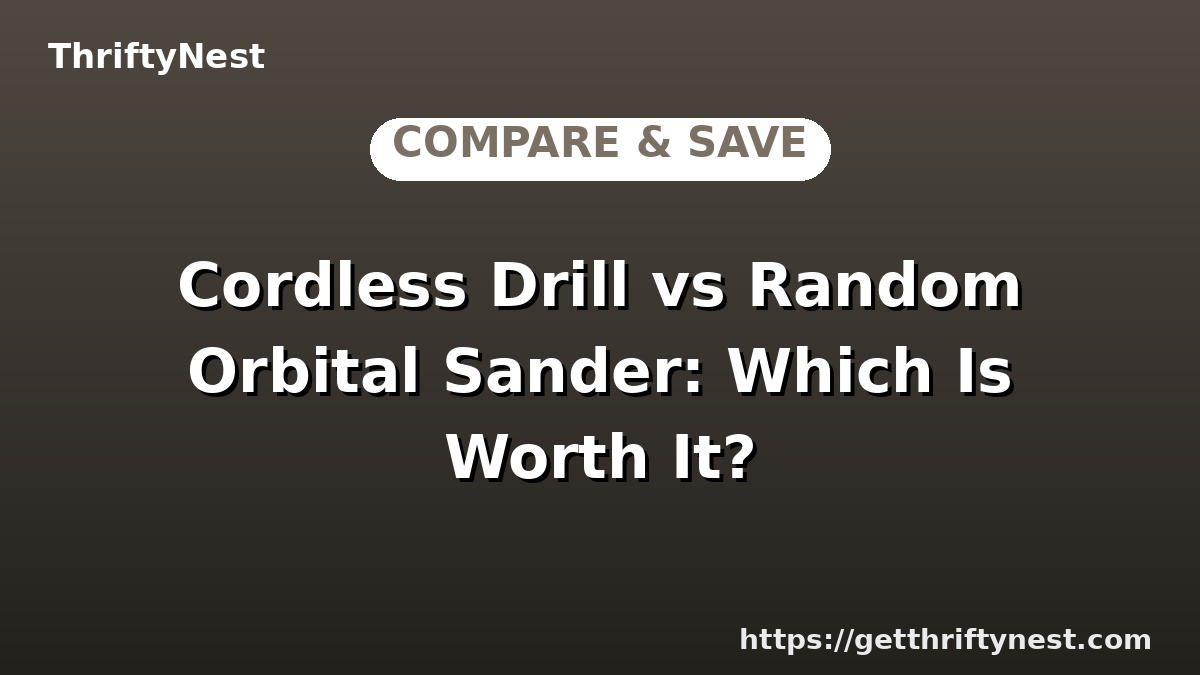 ThriftyNest
COMPARE & SAVE
Cordless Drill vs Random
Orbital Sander: Which Is
Worth It?
https://getthriftynest.com